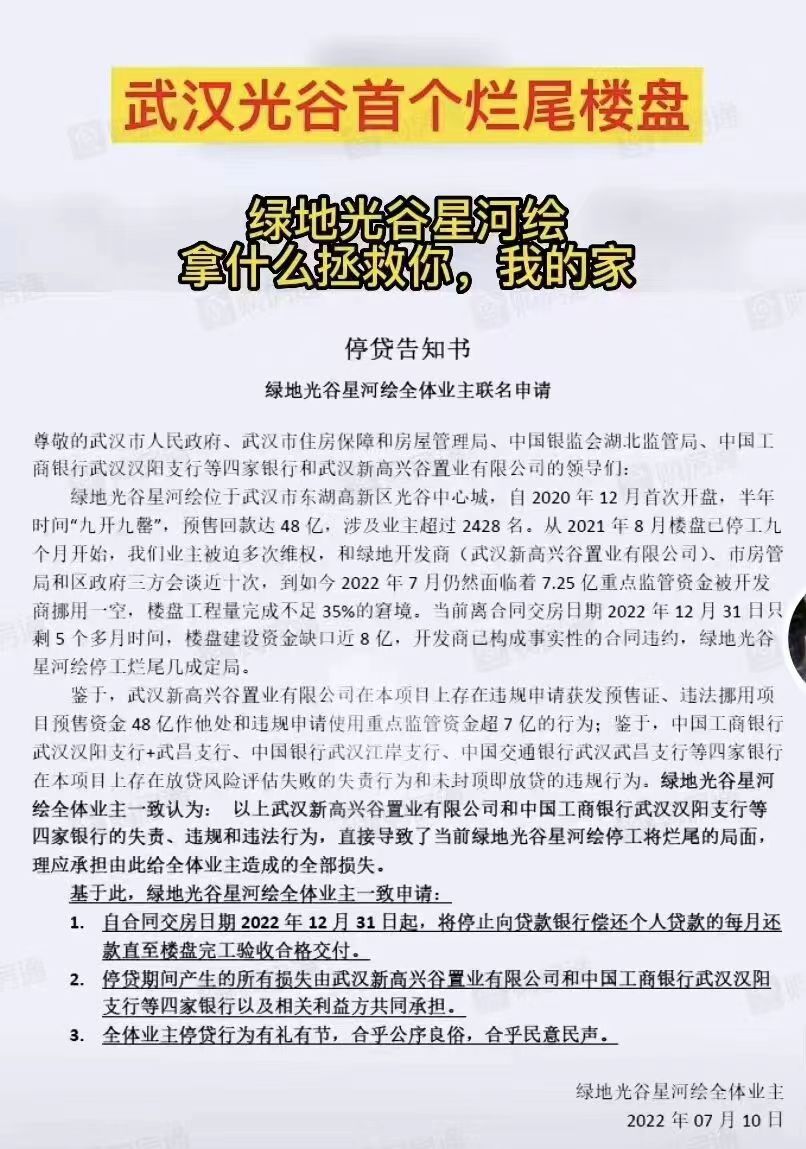 武汉光谷首个烂尾楼盘
绿地光谷星河绘
拿什么拯救你，我的家
停贷告知书
绿地光谷星河绘全体业主联名申请
尊敬的武汉市人民政府、武汉市住房保障和房屋管理局、中国银监会湖北监管局、中国工
商银行武汉汉阳支行等四家银行和武汉新高兴谷置业有限公司的领导们：
绿地光谷星河绘位于武汉市东湖高新区光谷中心城，自 2020 年 12 月首次开盘，半年
时间“九开九罄”，预售回款达 48 亿，涉及业主超过 2428 名。从 2021 年 8 月楼盘已停工九
个月开始，我们业主被迫多次维权，和绿地开发商（武汉新高兴谷置业有限公司）、市房管
局和区政府三方会谈近十次，到如今 2022 年 7 月仍然面临着 7.25 亿重点监管资金被开发
商挪用一空，楼盘工程量完成不足 35%的窘境。当前离合同交房日期 2022 年 12 月 31 日只
剩 5 个多月时间，楼盘建设资金缺口近 8 亿，开发商已构成事实性的合同违约，绿地光谷
星河绘停工烂尾几成定局。
鉴于，武汉新高兴谷置业有限公司在本项目上存在违规申请获发预售证、违法挪用项
目预售资金 48 亿作他处和违规申请使用重点监管资金超 7 亿的行为；鉴于，中国工商银行
武汉汉阳支行+武昌支行、中国银行武汉江岸支行、中国交通银行武汉武昌支行等四家银行
在本项目上存在放贷风险评估失败的失责行为和未封顶即放贷的违规行为。绿地光谷星河
绘全体业主一致认为： 以上武汉新高兴谷置业有限公司和中国工商银行武汉汉阳支行等
四家银行的失责、违规和违法行为，直接导致了当前绿地光谷星河绘停工将烂尾的局面，
理应承担由此给全体业主造成的全部损失。
基于此，绿地光谷星河绘全体业主一致申请：
1. 自合同交房日期 2022 年 12 月 31 日起，将停止向贷款银行偿还个人贷款的每月还
款直至楼盘完工验收合格交付。
2. 停贷期间产生的所有损失由武汉新高兴谷置业有限公司和中国工商银行武汉汉阳
支行等四家银行以及相关利益方共同承担。
3. 全体业主停贷行为有礼有节，合乎公序良俗，合乎民意民声。
绿地光谷星河绘全体业主
2022 年 07 月 10 日